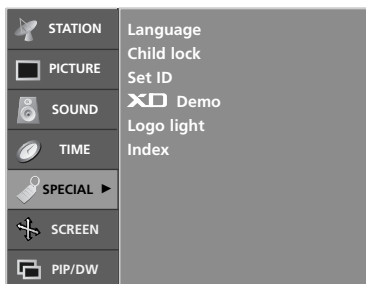 STATION
PICTURE
SOUND
TIME
SPECIAL ►
SCREEN
PIP/DW
Language
Child lock
Set ID
XD Demo
Logo light
Index